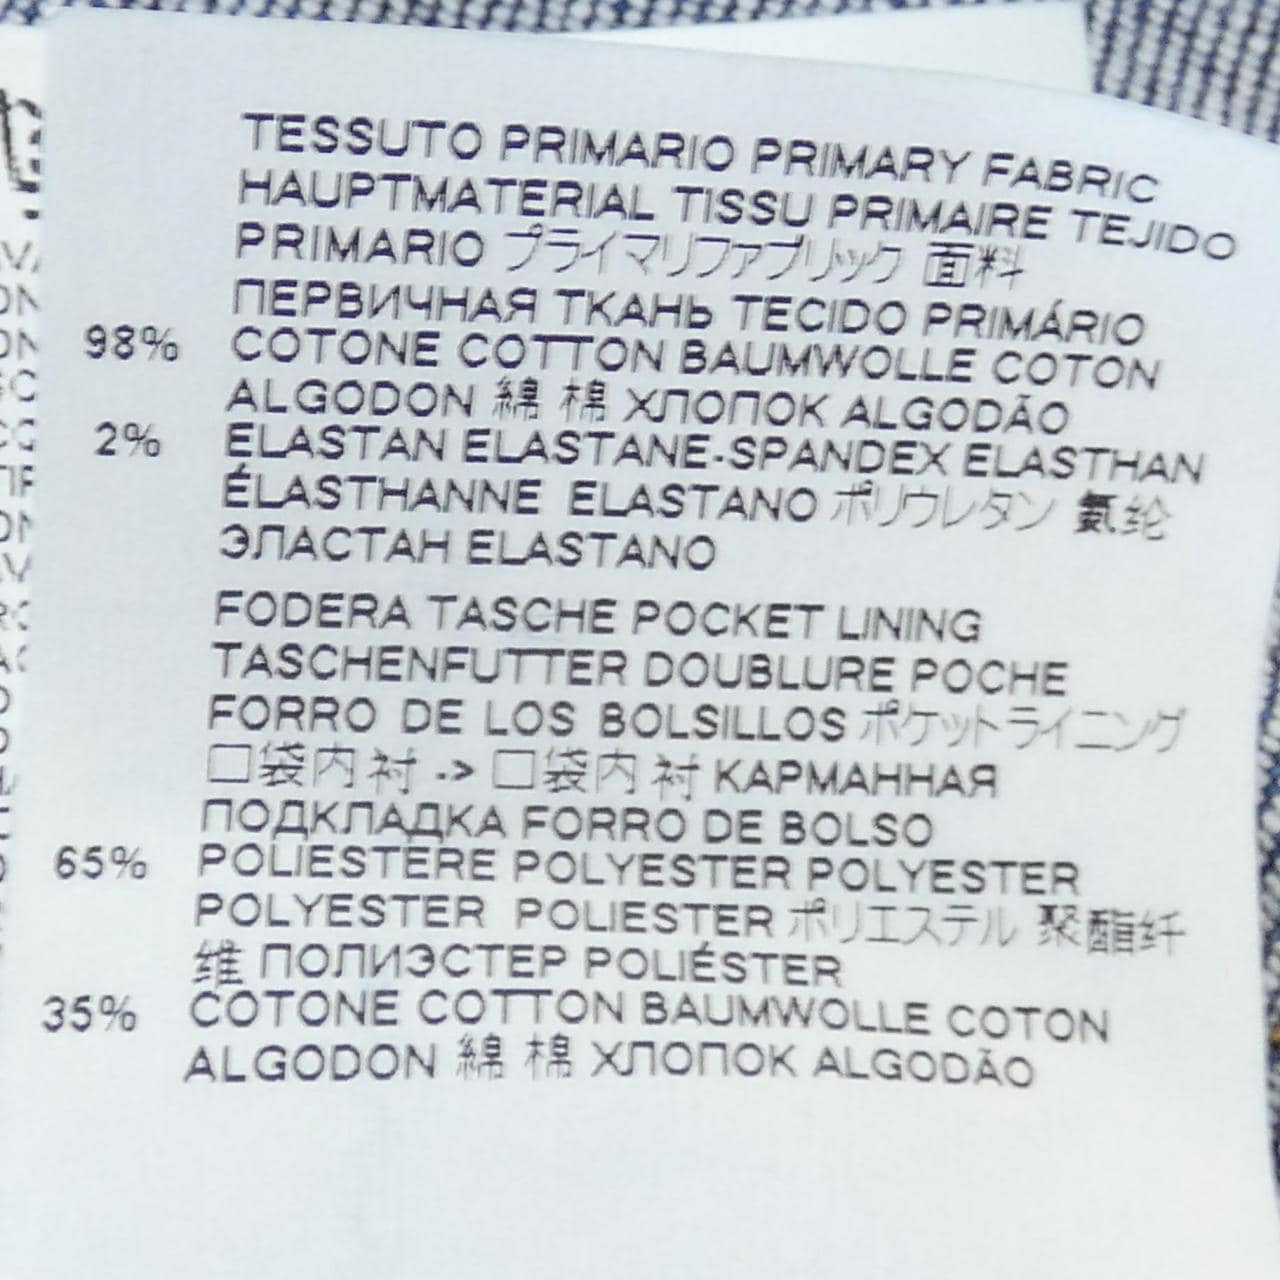 TESSUTO PRIMARIO PRIMARY FABRIC
HAUPTMATERIAL TISSU PRIMAIRE TEJIDO
PRIMARIO プライマリファブリック 面料
ПЕРВИЧНАЯ ТКАНЬ TECIDO PRIMÁRIO
98% COTONE COTTON BAUMWOLLE COTON
ALGODON 綿 棉 ХЛОПОК ALGODÃO
2% ELASTAN ELASTANE-SPANDEX ELASTHAN
ÉLASTHANNE ELASTANO ポリウレタン 氨纶
ЭЛАСТАН ELASTANO
FODERA TASCHE POCKET LINING
TASCHENFUTTER DOUBLURE POCHE
FORRO DE LOS BOLSILLOS ポケットライニング
口袋内 衬 -> 口袋内 衬 КАРМАННАЯ
ПОДКЛАДКА FORRO DE BOLSO
65% POLIESTERE POLYESTER POLYESTER
POLYESTER POLIESTER ポリエステル 聚酯纤
维 ПОЛИЭСТЕР POLIÉSTER
35% COTONE COTTON BAUMWOLLE COTON
ALGODON 綿 棉 ХЛОПОК ALGODÃO